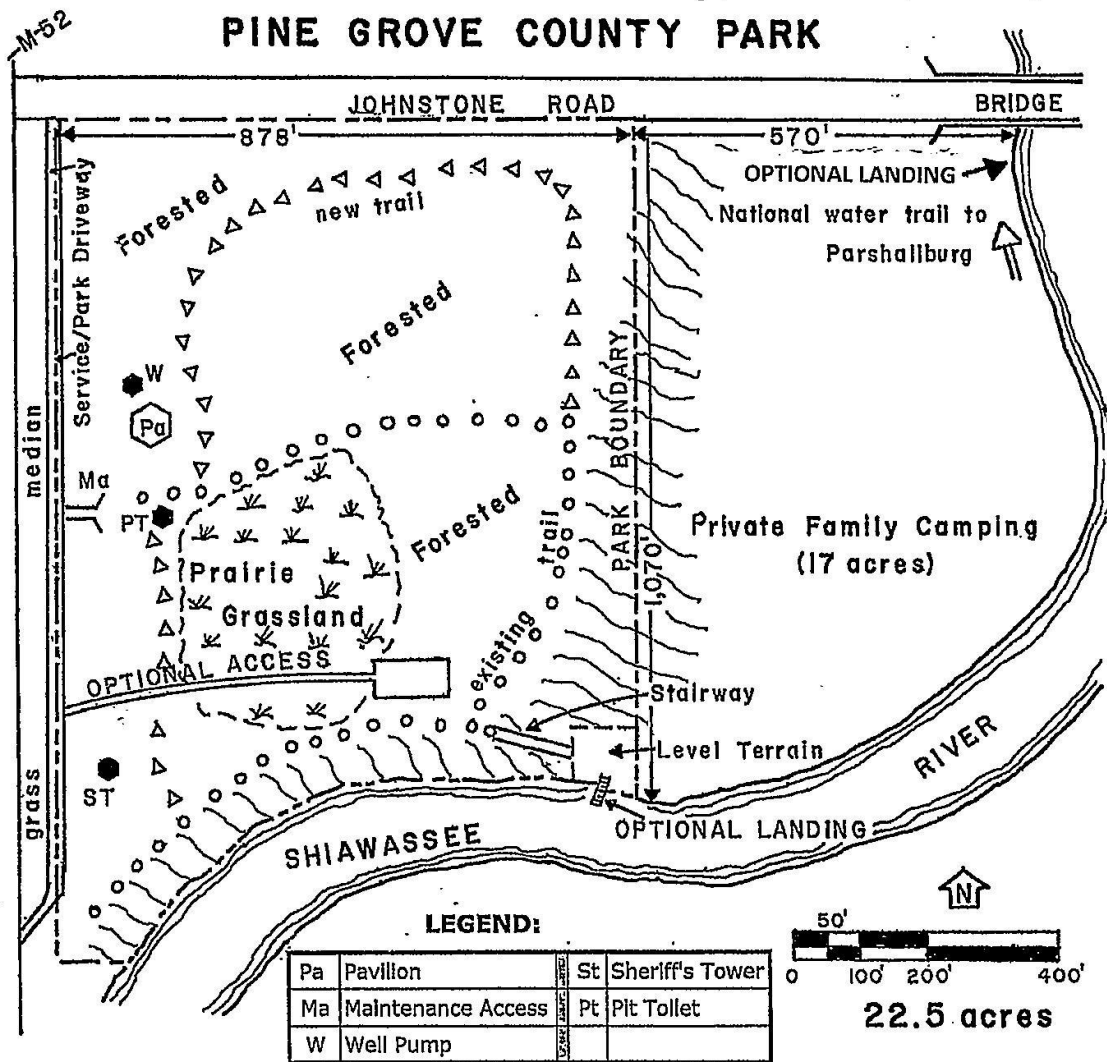 PINE GROVE COUNTY PARK
M-52
JOHNSTONE ROAD
BRIDGE
878'
570'
OPTIONAL LANDING
National water trail to
Parshallburg
Forested
new trail
Service/Park Driveway
Forested
W
Pa
median
Ma
PT
PARK BOUNDARY
1,070'
Forested
existing trail
Private Family Camping
(17 acres)
Prairie
Grassland
OPTIONAL ACCESS
Stairway
Level Terrain
RIVER
ST
grass
OPTIONAL LANDING
SHIAWASSEE
N
LEGEND:
Pa Pavilion St Sheriff's Tower
Ma Maintenance Access Pt Pit Toilet
W Well Pump
50'
0 100' 200' 400'
22.5 acres